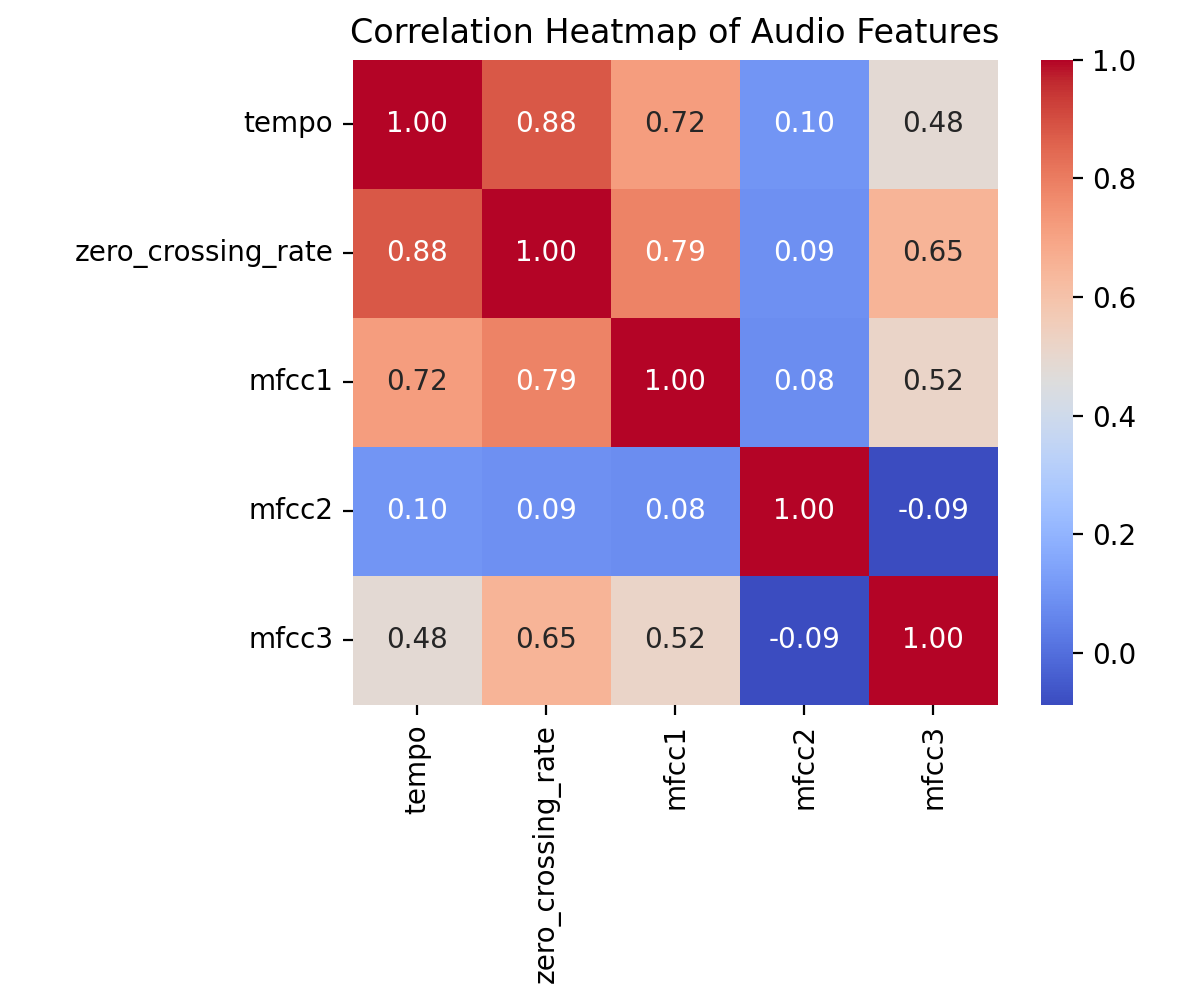 Correlation Heatmap of Audio Features
tempo 1.00 0.88 0.72 0.10 0.48
zero_crossing_rate 0.88 1.00 0.79 0.09 0.65
mfcc1 0.72 0.79 1.00 0.08 0.52
mfcc2 0.10 0.09 0.08 1.00 -0.09
mfcc3 0.48 0.65 0.52 -0.09 1.00
tempo zero_crossing_rate mfcc1 mfcc2 mfcc3
1.0
0.8
0.6
0.4
0.2
0.0